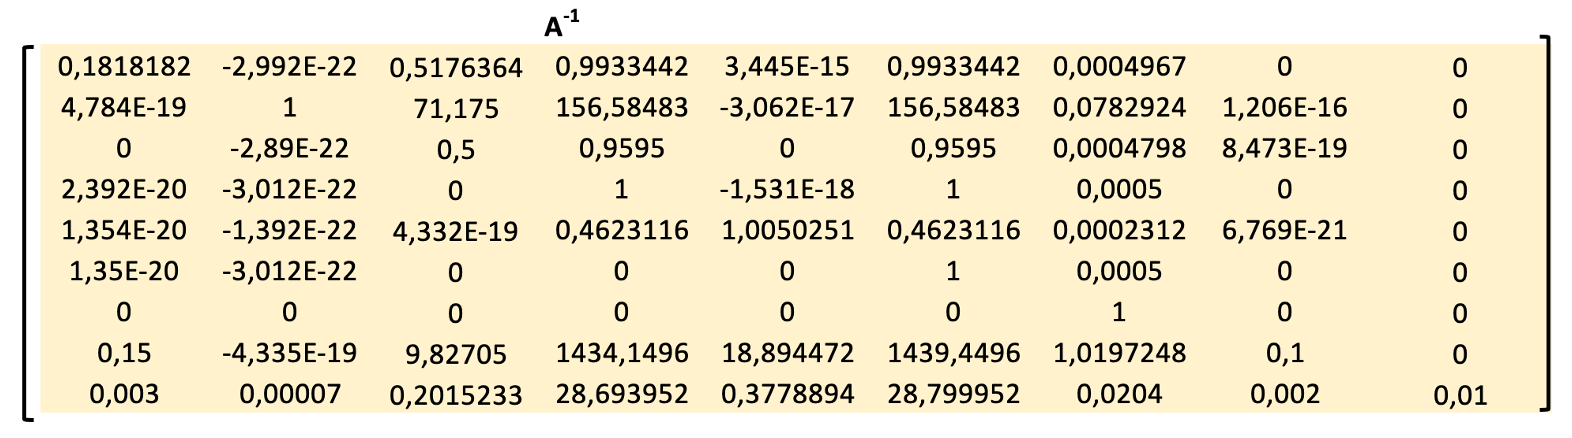 A-1
0,1818182 -2,992E-22 0,5176364 0,9933442 3,445E-15 0,9933442 0,0004967 0 0
4,784E-19 1 71,175 156,58483 -3,062E-17 156,58483 0,0782924 1,206E-16 0
0 -2,89E-22 0,5 0,9595 0 0,9595 0,0004798 8,473E-19 0
2,392E-20 -3,012E-22 0 1 -1,531E-18 1 0,0005 0 0
1,354E-20 -1,392E-22 4,332E-19 0,4623116 1,0050251 0,4623116 0,0002312 6,769E-21 0
1,35E-20 -3,012E-22 0 0 0 1 0,0005 0 0
0 0 0 0 0 0 1 0 0
0,15 -4,335E-19 9,82705 1434,1496 18,894472 1439,4496 1,0197248 0,1 0
0,003 0,00007 0,2015233 28,693952 0,3778894 28,799952 0,0204 0,002 0,01